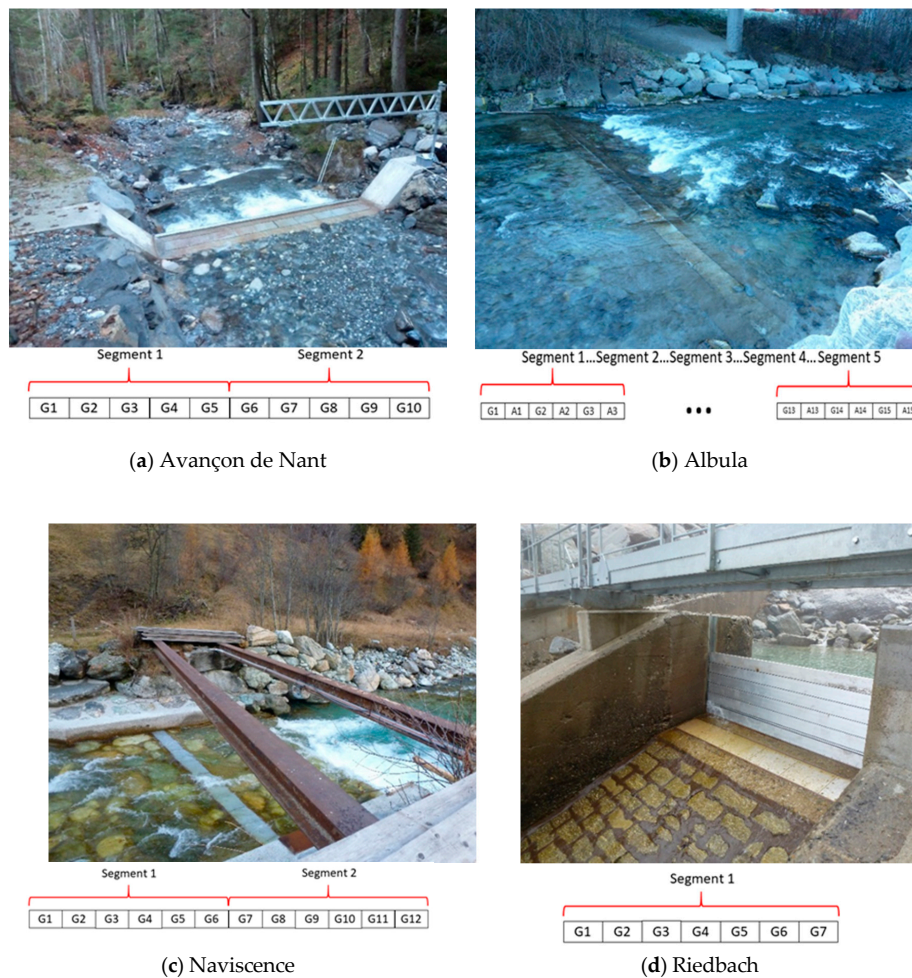 Segment 1 Segment 2
G1 G2 G3 G4 G5 G6 G7 G8 G9 G10
(a) Avançon de Nant
Segment 1...Segment 2... Segment 3... Segment 4... Segment 5
G1 A1 G2 A2 G3 A3 ••• G13 A13 G14 A14 G15 A15
(b) Albula
Segment 1 Segment 2
G1 G2 G3 G4 G5 G6 G7 G8 G9 G10 G11 G12
(c) Naviscence
Segment 1
G1 G2 G3 G4 G5 G6 G7
(d) Riedbach